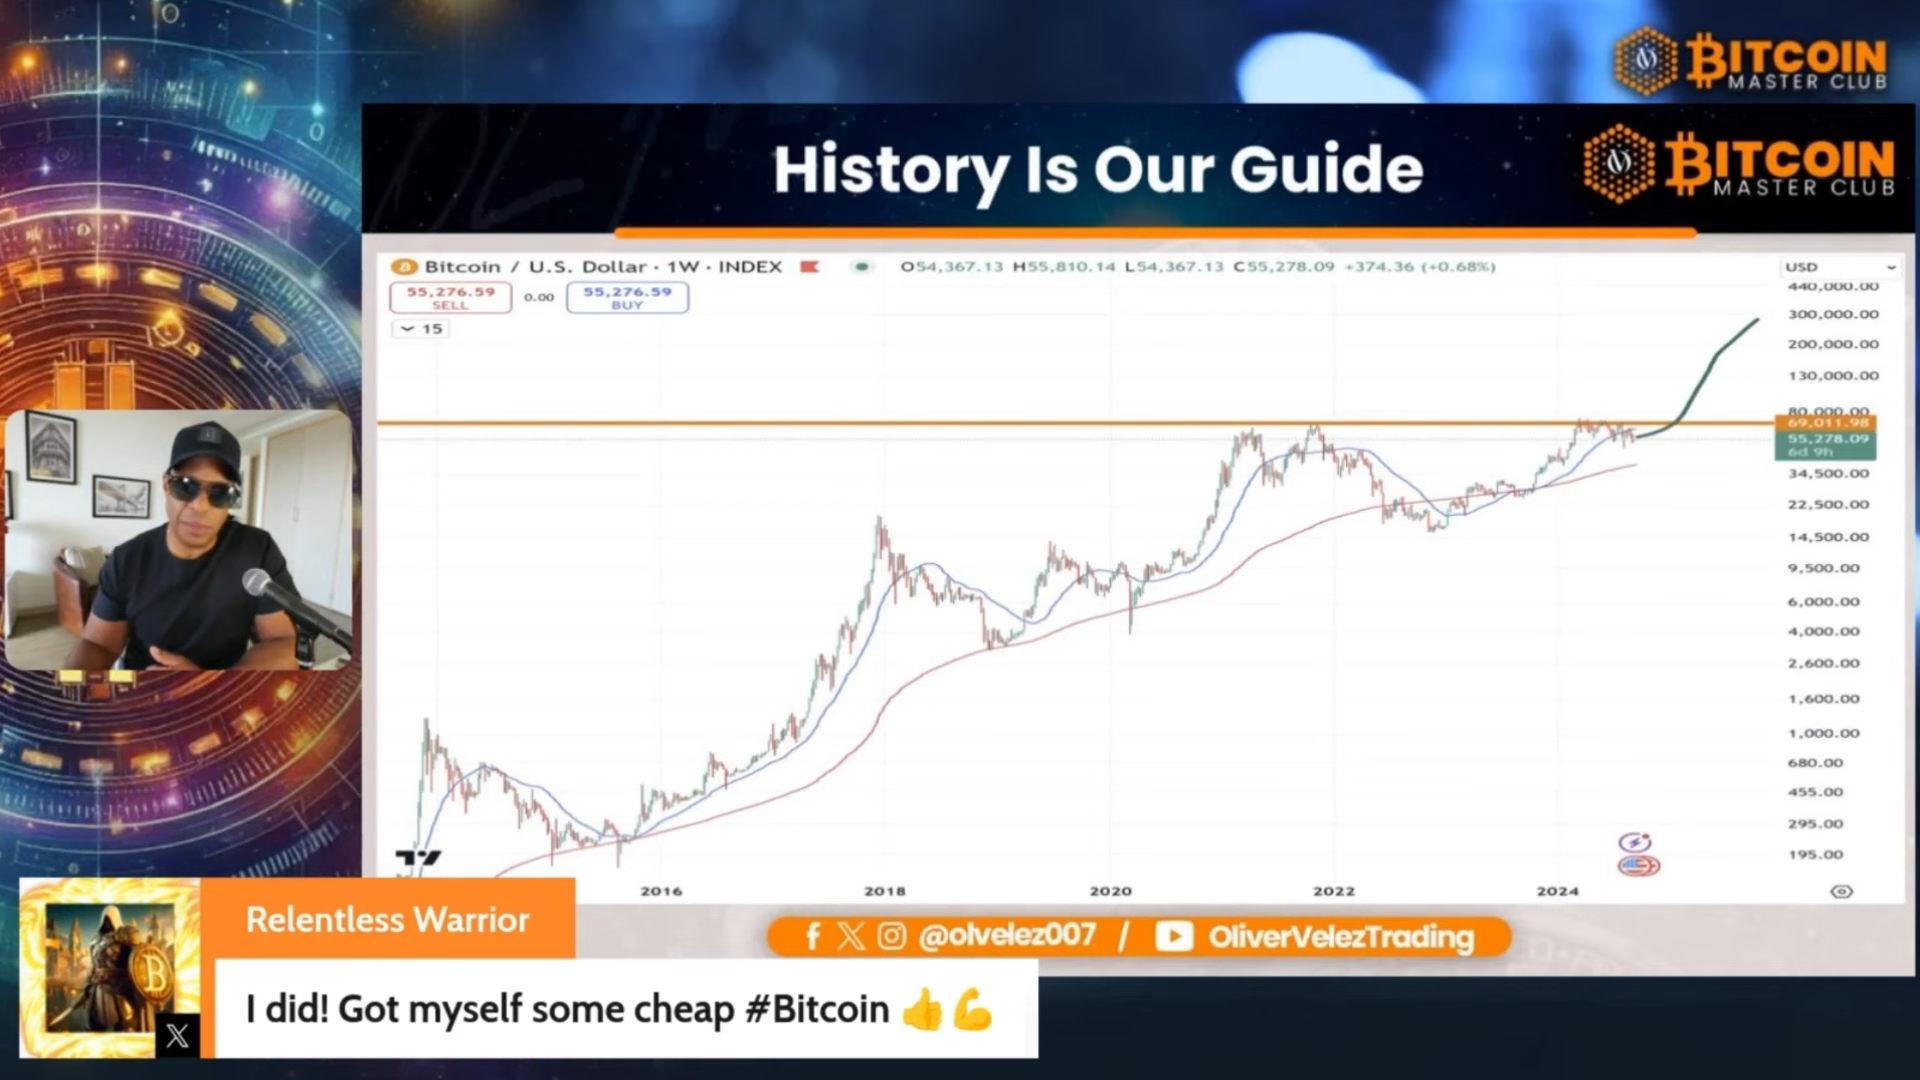 BITCOIN
MASTER CLUB
History Is Our Guide
BITCOIN
MASTER CLUB
Bitcoin / U.S. Dollar · 1W · INDEX
O54,367.13 H55,810.14 L54,367.13 C55,278.09 +374.36 (+0.68%)
USD
55,276.59
SELL
0.00
55,276.59
BUY
15
440,000.00
300,000.00
200,000.00
130,000.00
80,000.00
69,011.98
55,278.09
6d 9h
34,500.00
22,500.00
14,500.00
9,500.00
6,000.00
4,000.00
2,600.00
1,600.00
1,000.00
680.00
455.00
295.00
195.00
2016
2018
2020
2022
2024
@olvelez007 / OliverVelezTrading
Relentless Warrior
I did! Got myself some cheap #Bitcoin 👍💪